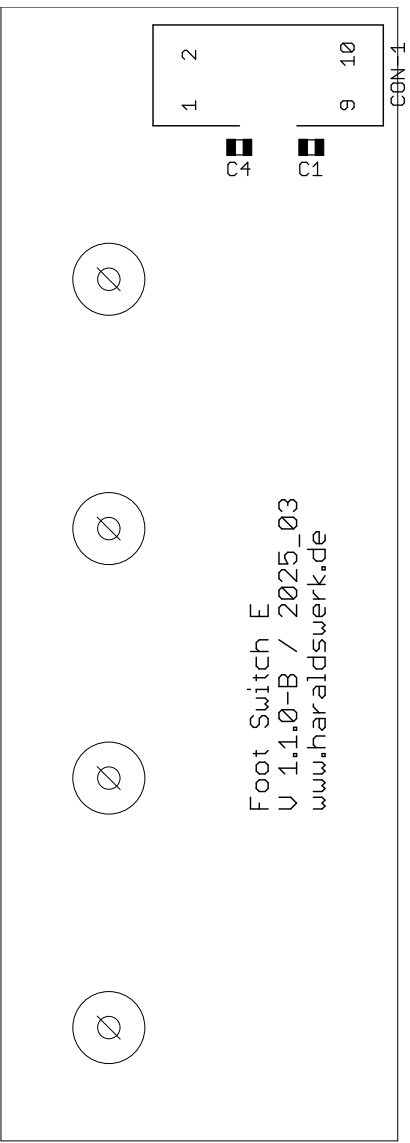 2
10
1
9
CON-1
C4
C1
Foot Switch E
V 1.1.0-B / 2025_03
www.haraldswerk.de